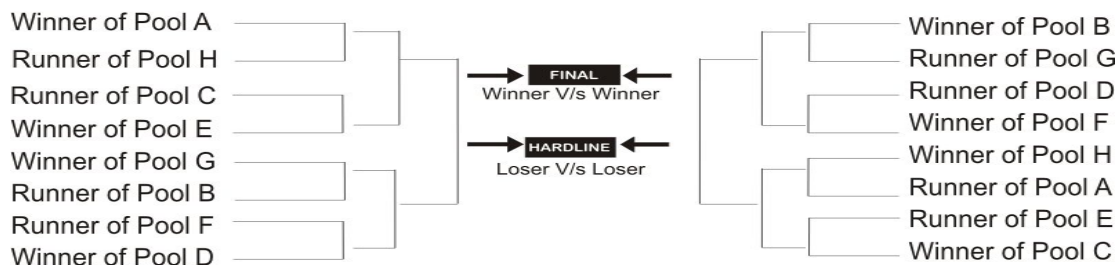 Winner of Pool A
Runner of Pool H
Runner of Pool C
Winner of Pool E
Winner of Pool G
Runner of Pool B
Runner of Pool F
Winner of Pool D
FINAL
Winner V/s Winner
HARDLINE
Loser V/s Loser
Winner of Pool B
Runner of Pool G
Runner of Pool D
Winner of Pool F
Winner of Pool H
Runner of Pool A
Runner of Pool E
Winner of Pool C